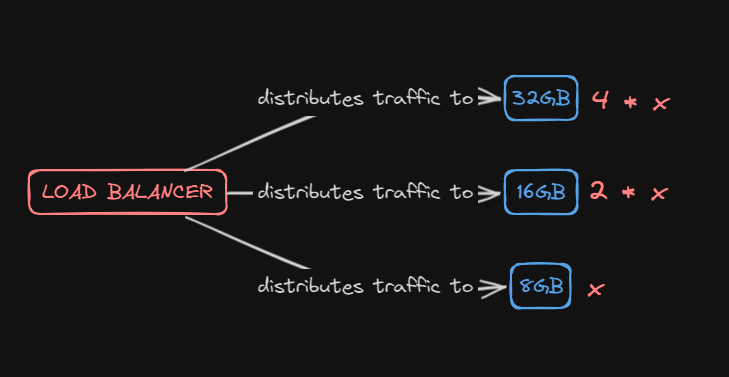 distributes traffic to 32GB 4 * x
LOAD BALANCER distributes traffic to 16GB 2 * x
distributes traffic to 8GB x